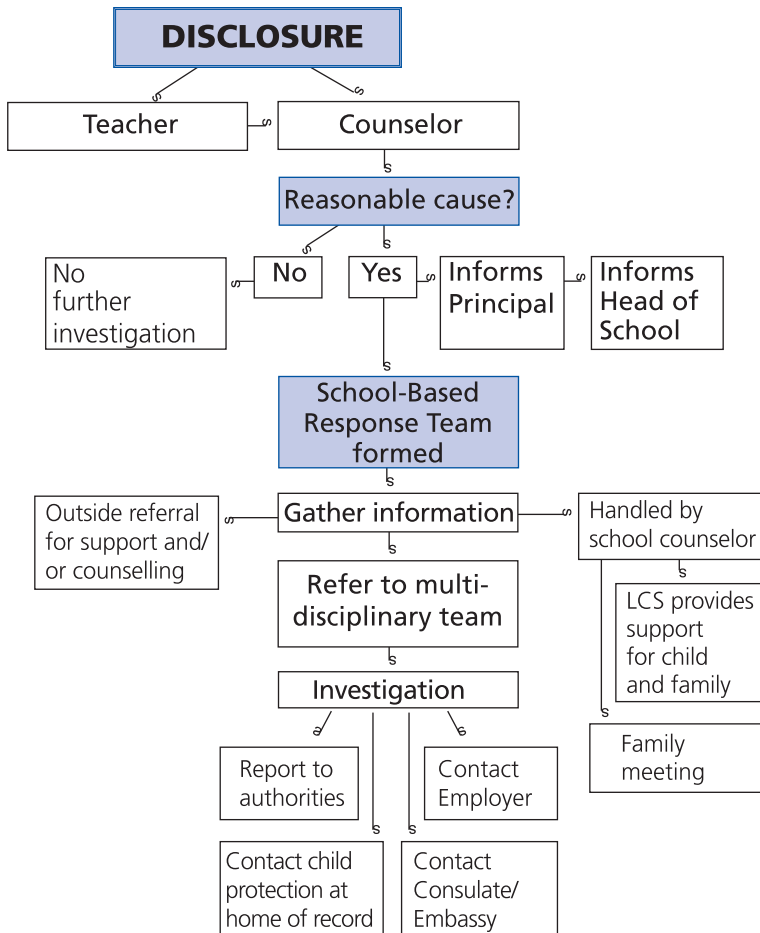 DISCLOSURE
Teacher
Counselor
Reasonable cause?
No
further
investigation
No
Yes
Informs
Principal
Informs
Head of
School
School-Based
Response Team
formed
Outside referral
for support and/
or counselling
Gather information
Handled by
school counselor
Refer to multi-
disciplinary team
LCS provides
support
for child
and family
Investigation
Family
meeting
Report to
authorities
Contact
Employer
Contact child
protection at
home of record
Contact
Consulate/
Embassy